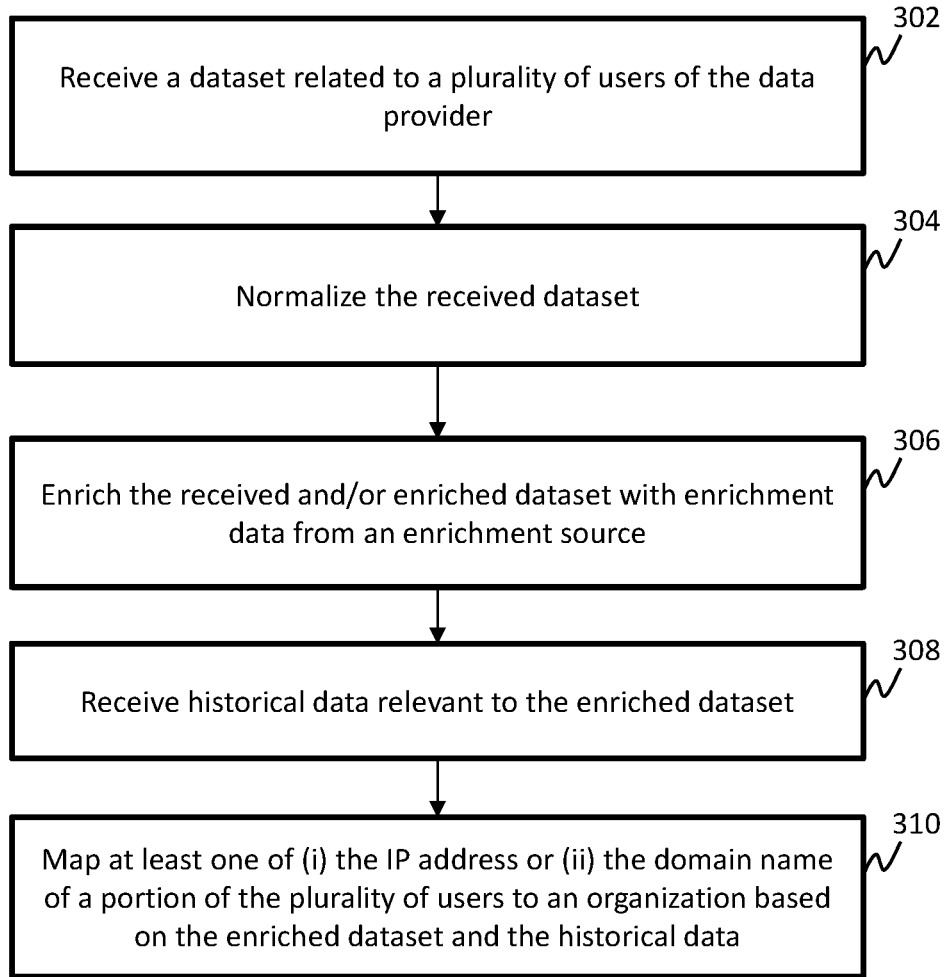 302
Receive a dataset related to a plurality of users of the data
provider
304
Normalize the received dataset
306
Enrich the received and/or enriched dataset with enrichment
data from an enrichment source
308
Receive historical data relevant to the enriched dataset
310
Map at least one of (i) the IP address or (ii) the domain name
of a portion of the plurality of users to an organization based
on the enriched dataset and the historical data